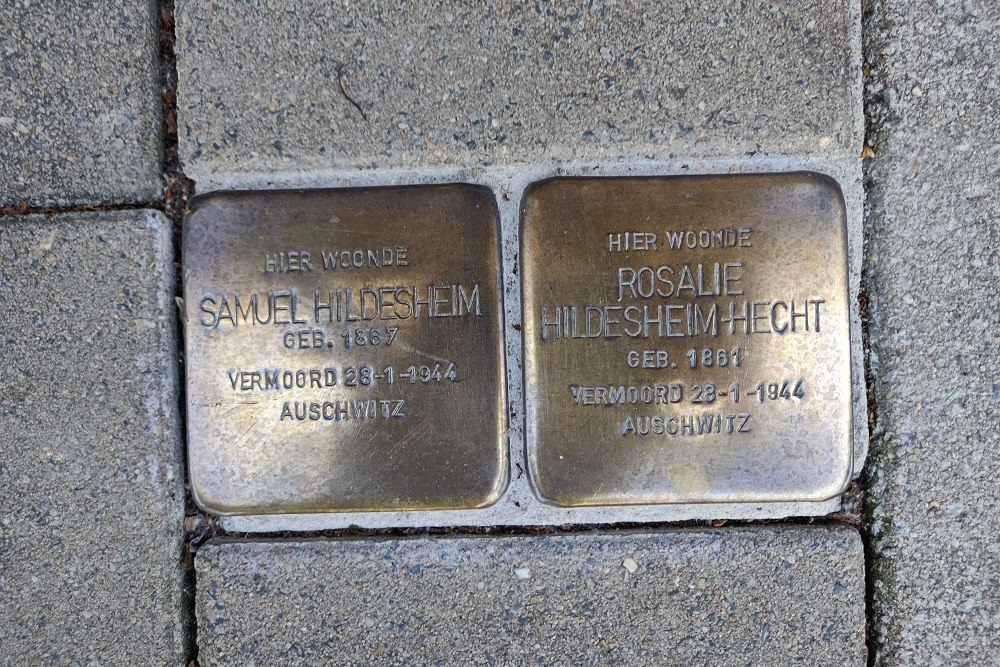 HIER WOONDE
SAMUEL HILDESHEIM
GEB. 1867
VERMOORD 28-1-1944
AUSCHWITZ
HIER WOONDE
ROSALIE
HILDESHEIM-HECHT
GEB. 1861
VERMOORD 28-1-1944
AUSCHWITZ